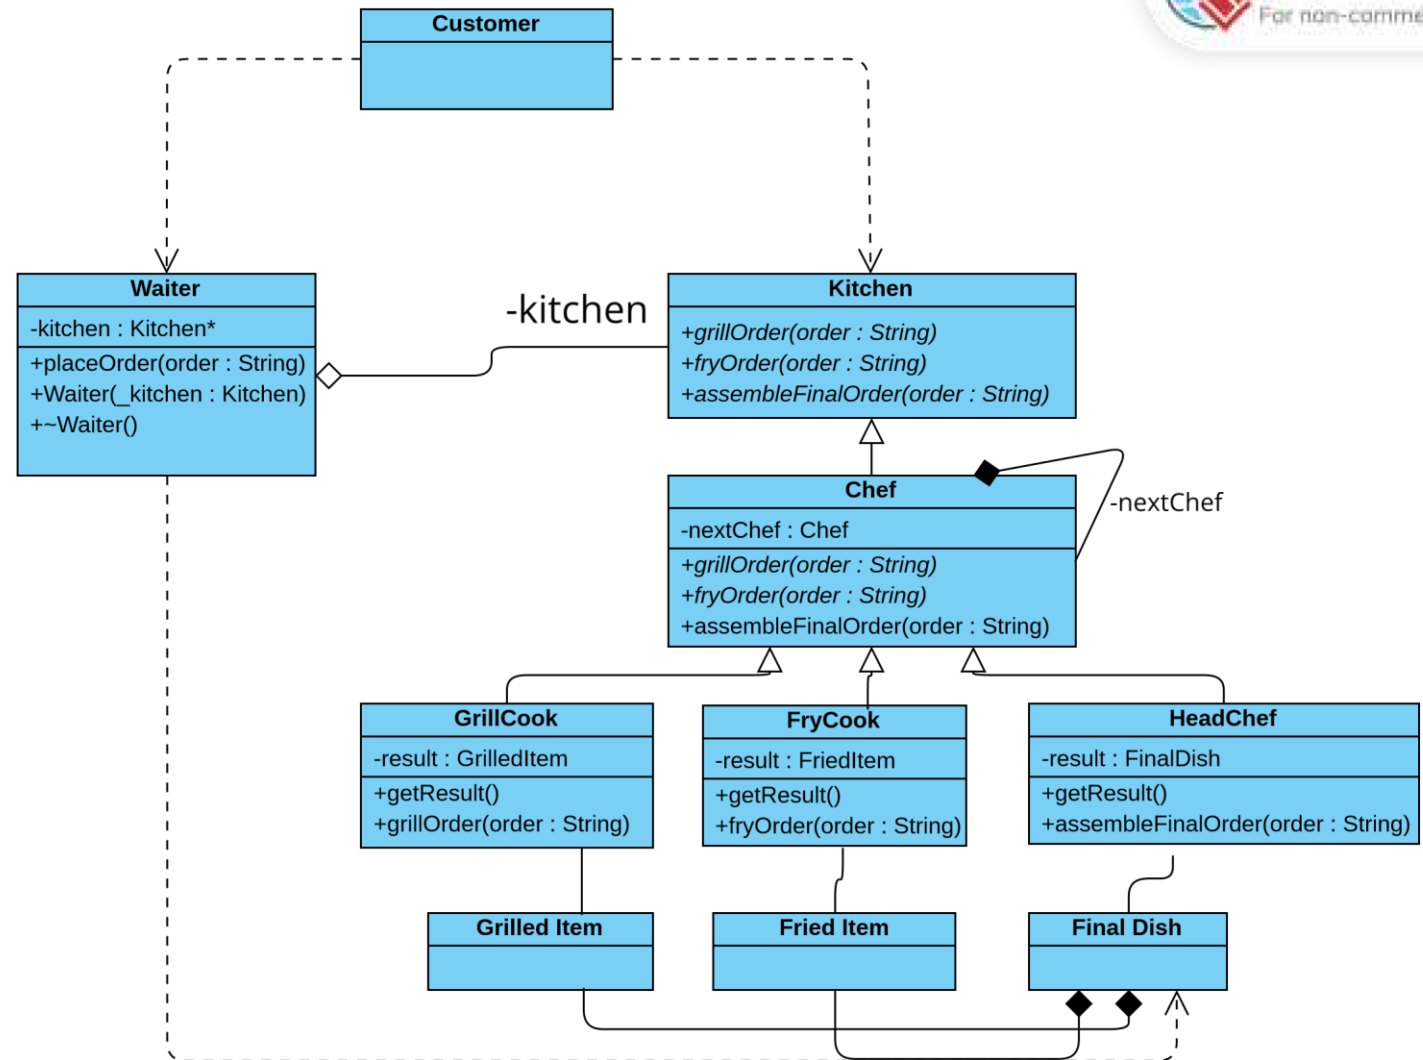 For non-comme
Customer
Waiter
-kitchen : Kitchen*
+placeOrder(order : String)
+Waiter(_kitchen : Kitchen)
+~Waiter()
-kitchen
Kitchen
+grillOrder(order : String)
+fryOrder(order : String)
+assembleFinalOrder(order : String)
Chef
-nextChef : Chef
+grillOrder(order : String)
+fryOrder(order : String)
+assembleFinalOrder(order : String)
-nextChef
GrillCook
-result : GrilledItem
+getResult()
+grillOrder(order : String)
FryCook
-result : FriedItem
+getResult()
+fryOrder(order : String)
HeadChef
-result : FinalDish
+getResult()
+assembleFinalOrder(order : String)
Grilled Item
Fried Item
Final Dish